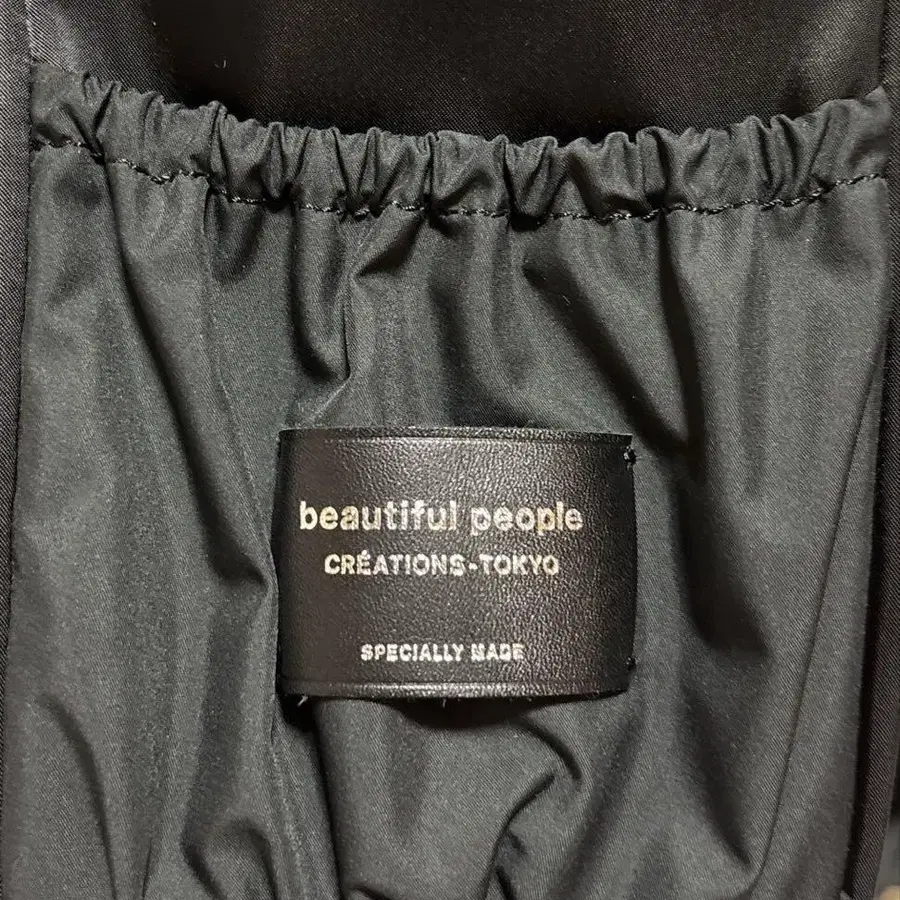 beautiful people
CRÉATIONS-TOKYO
SPECIALLY MADE